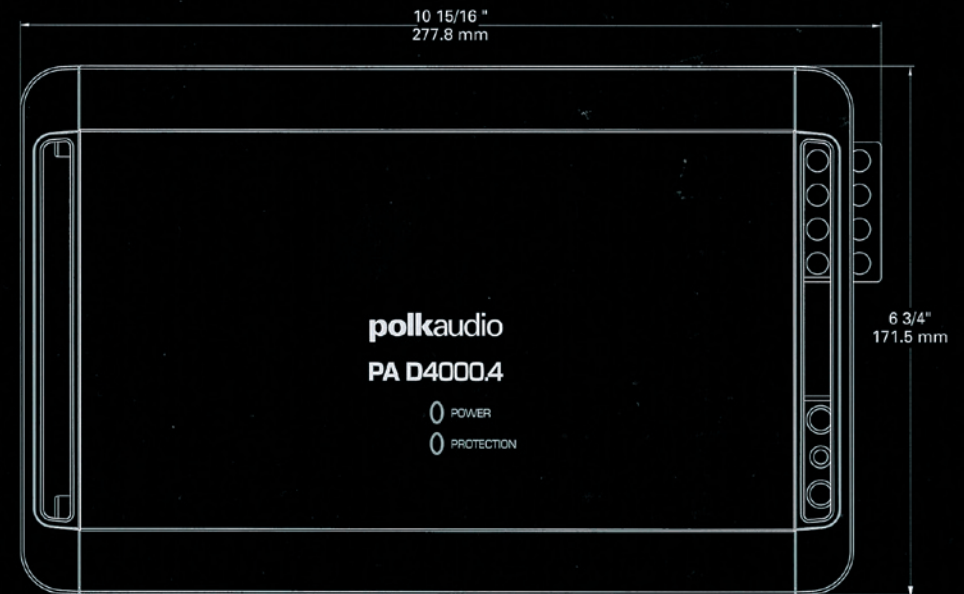 10 15/16 "
277.8 mm
6 3/4"
171.5 mm
polkaudio
PA D4000.4
POWER
PROTECTION